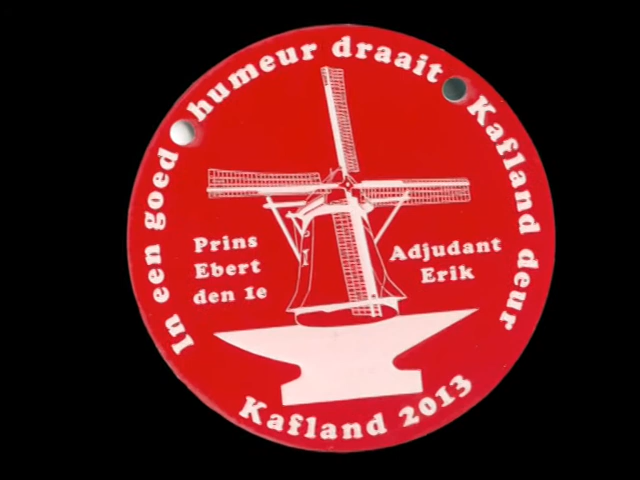 In een goed humeur draait Kafland deur
Prins
Ebert
den 1e
Adjudant
Erik
Kafland 2013